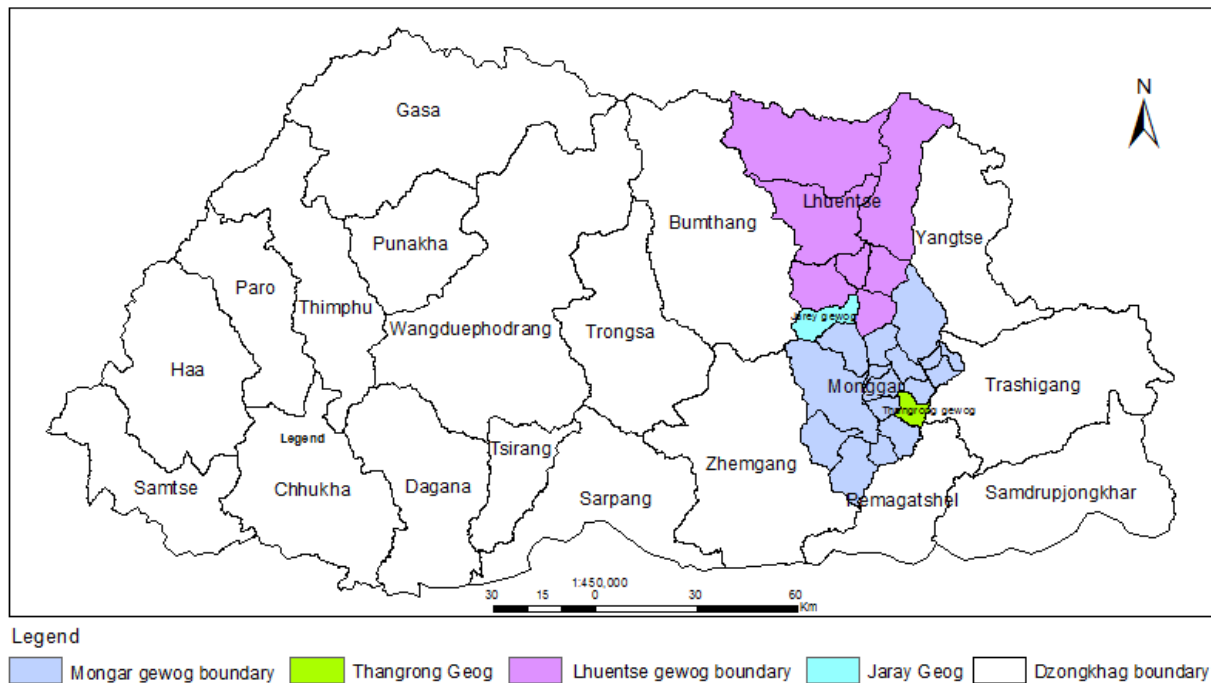 N
Gasa
Lhuentse
Bumthang
Yangtse
Punakha
Paro
Thimphu
Jarey gewog
Wangduephodrang
Trongsa
Haa
Monggar
Trashigang
Thangrong gewog
Legend
Tsirang
Zhemgang
Samtse
Chhukha
Dagana
Sarpang
Pemagatshel
Samdrupjongkhar
1:450,000
30 15 0 30 60
Km
Legend
Mongar gewog boundary Thangrong Geog Lhuentse gewog boundary Jaray Geog Dzongkhag boundary